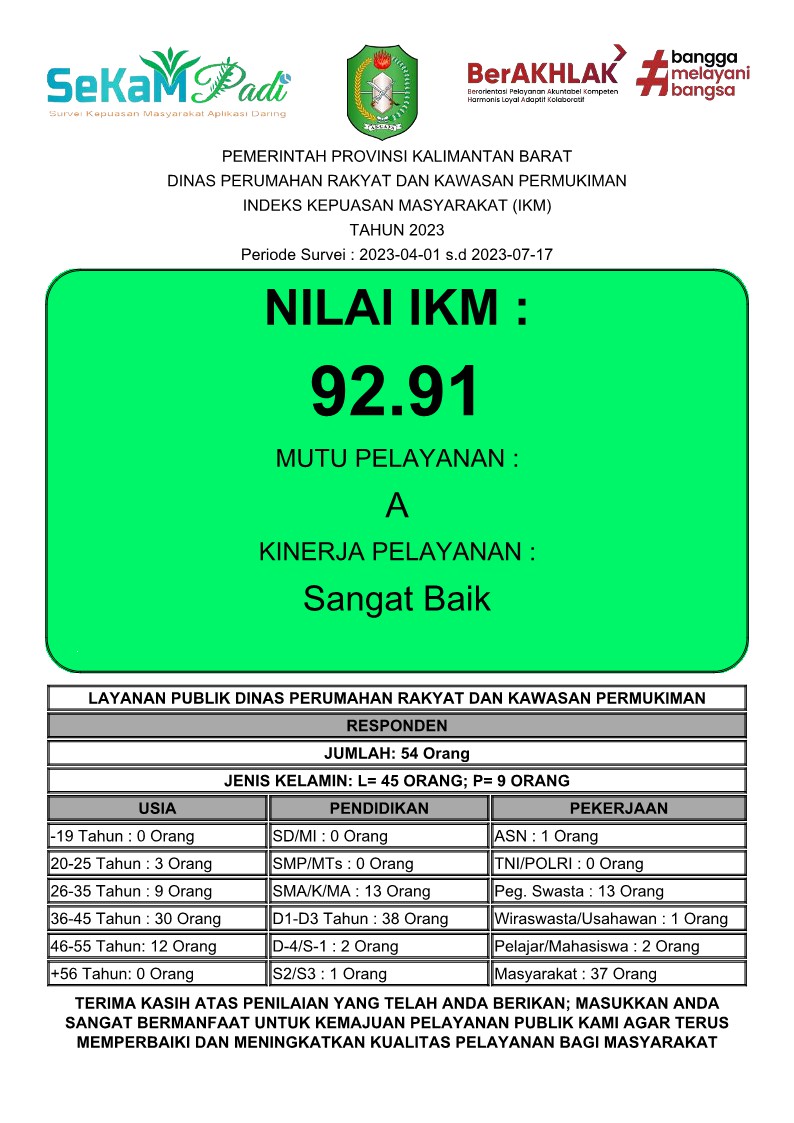 SeKaM Padi
Survei Kepuasan Masyarakat Aplikasi Daring
AKCAYA
BerAKHLAK
Berorientasi Pelayanan Akuntabel Kompeten
Harmonis Loyal Adaptif Kolaboratif
#bangga
melayani
bangsa
PEMERINTAH PROVINSI KALIMANTAN BARAT
DINAS PERUMAHAN RAKYAT DAN KAWASAN PERMUKIMAN
INDEKS KEPUASAN MASYARAKAT (IKM)
TAHUN 2023
Periode Survei : 2023-04-01 s.d 2023-07-17
NILAI IKM :
92.91
MUTU PELAYANAN :
A
KINERJA PELAYANAN :
Sangat Baik
LAYANAN PUBLIK DINAS PERUMAHAN RAKYAT DAN KAWASAN PERMUKIMAN
RESPONDEN
JUMLAH: 54 Orang
JENIS KELAMIN: L= 45 ORANG; P= 9 ORANG
USIA PENDIDIKAN PEKERJAAN
-19 Tahun : 0 Orang SD/MI : 0 Orang ASN : 1 Orang
20-25 Tahun : 3 Orang SMP/MTs : 0 Orang TNI/POLRI : 0 Orang
26-35 Tahun : 9 Orang SMA/K/MA : 13 Orang Peg. Swasta : 13 Orang
36-45 Tahun : 30 Orang D1-D3 Tahun : 38 Orang Wiraswasta/Usahawan : 1 Orang
46-55 Tahun: 12 Orang D-4/S-1 : 2 Orang Pelajar/Mahasiswa : 2 Orang
+56 Tahun: 0 Orang S2/S3 : 1 Orang Masyarakat : 37 Orang
TERIMA KASIH ATAS PENILAIAN YANG TELAH ANDA BERIKAN; MASUKKAN ANDA
SANGAT BERMANFAAT UNTUK KEMAJUAN PELAYANAN PUBLIK KAMI AGAR TERUS
MEMPERBAIKI DAN MENINGKATKAN KUALITAS PELAYANAN BAGI MASYARAKAT